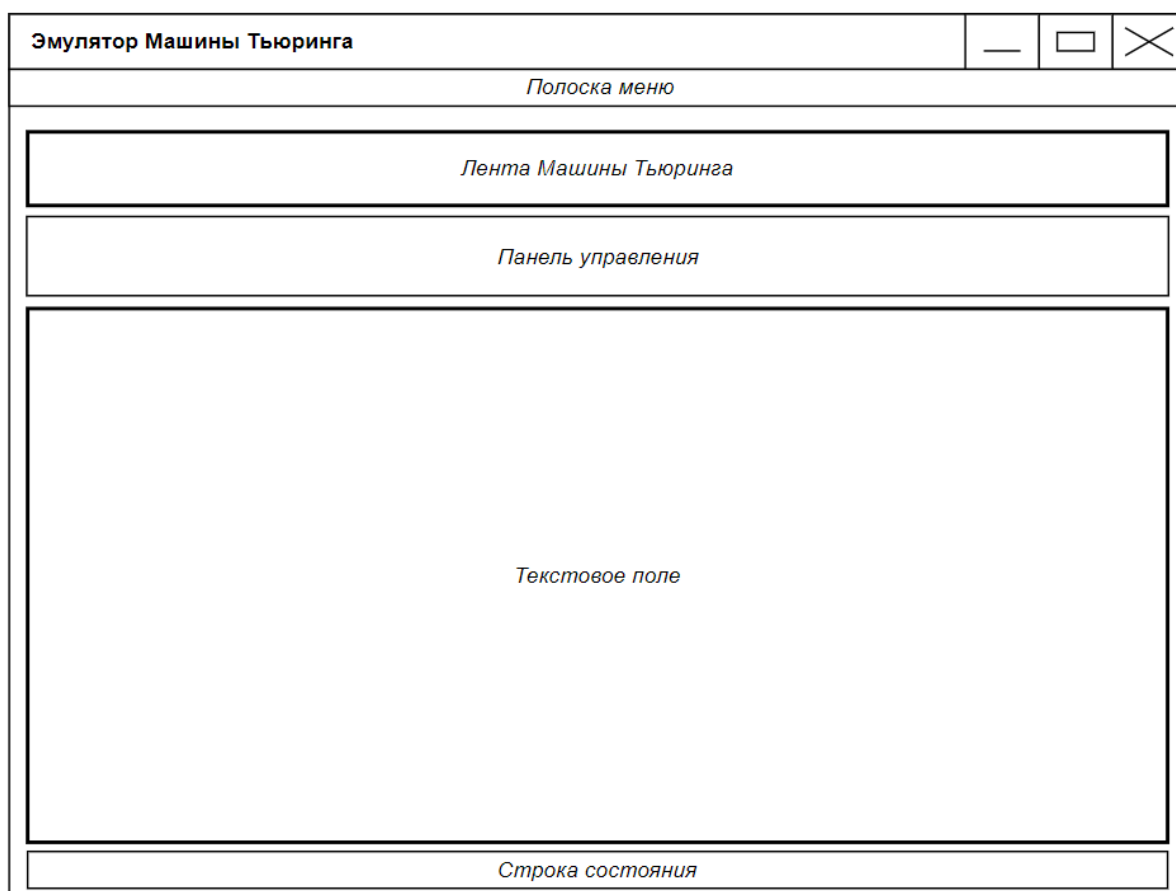 Эмулятор Машины Тьюринга
Полоска меню
Лента Машины Тьюринга
Панель управления
Текстовое поле
Строка состояния